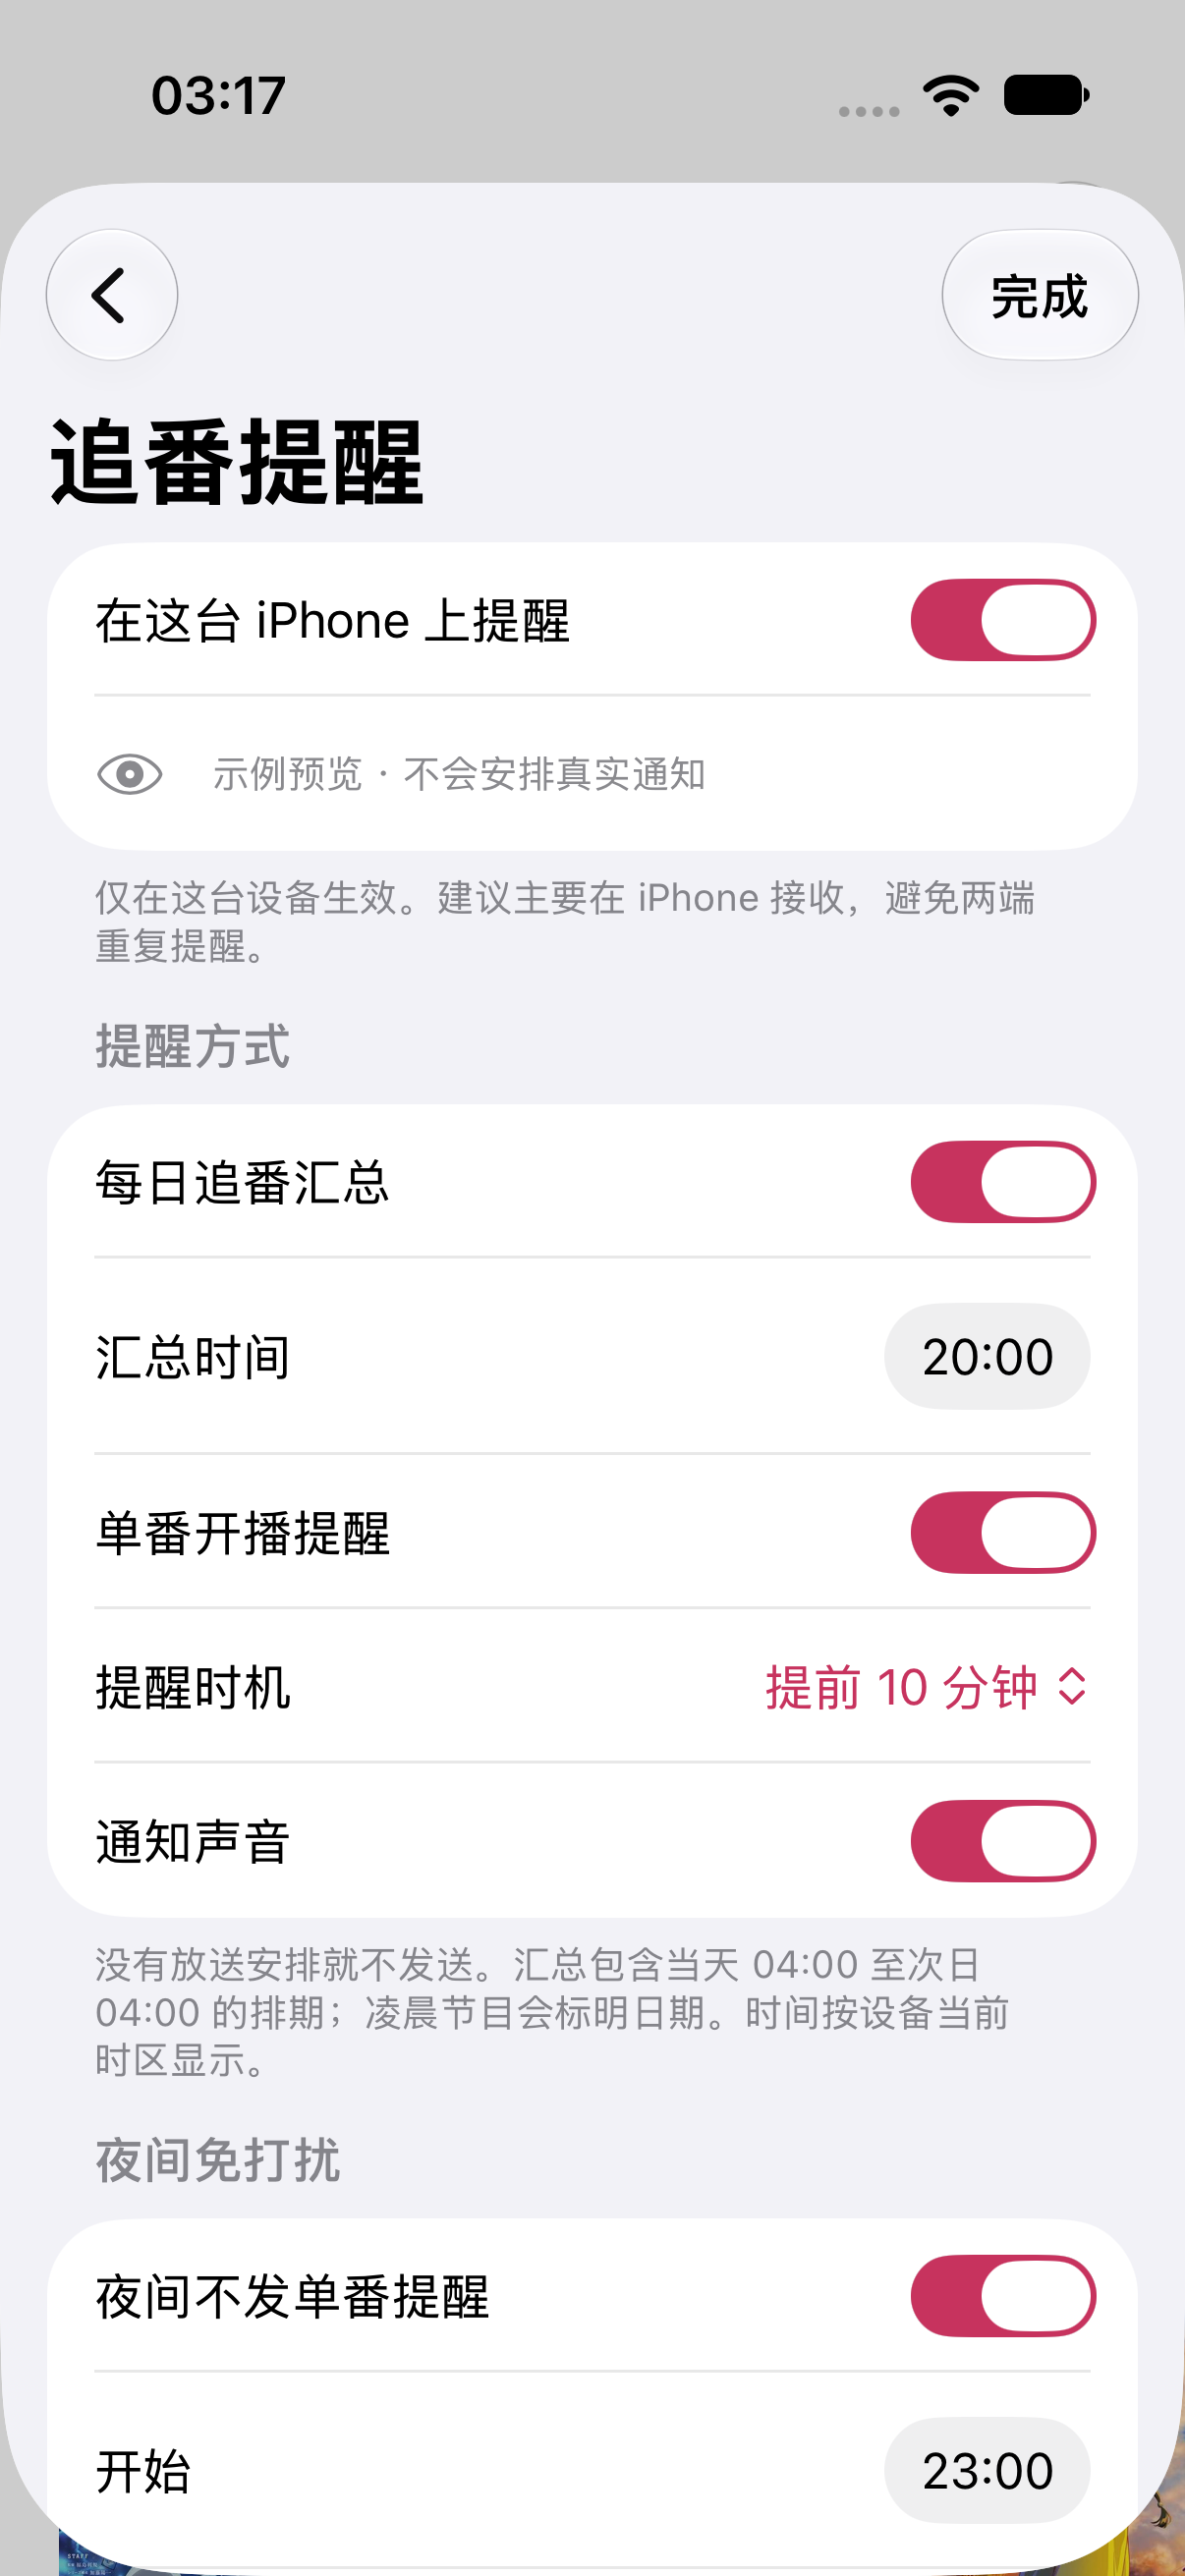 03:17
完成
追番提醒
在这台 iPhone 上提醒
示例预览 · 不会安排真实通知
仅在这台设备生效。建议主要在 iPhone 接收，避免两端
重复提醒。
提醒方式
每日追番汇总
汇总时间
20:00
单番开播提醒
提醒时机
提前 10 分钟
通知声音
没有放送安排就不发送。汇总包含当天 04:00 至次日
04:00 的排期；凌晨节目会标明日期。时间按设备当前
时区显示。
夜间免打扰
夜间不发单番提醒
开始
23:00